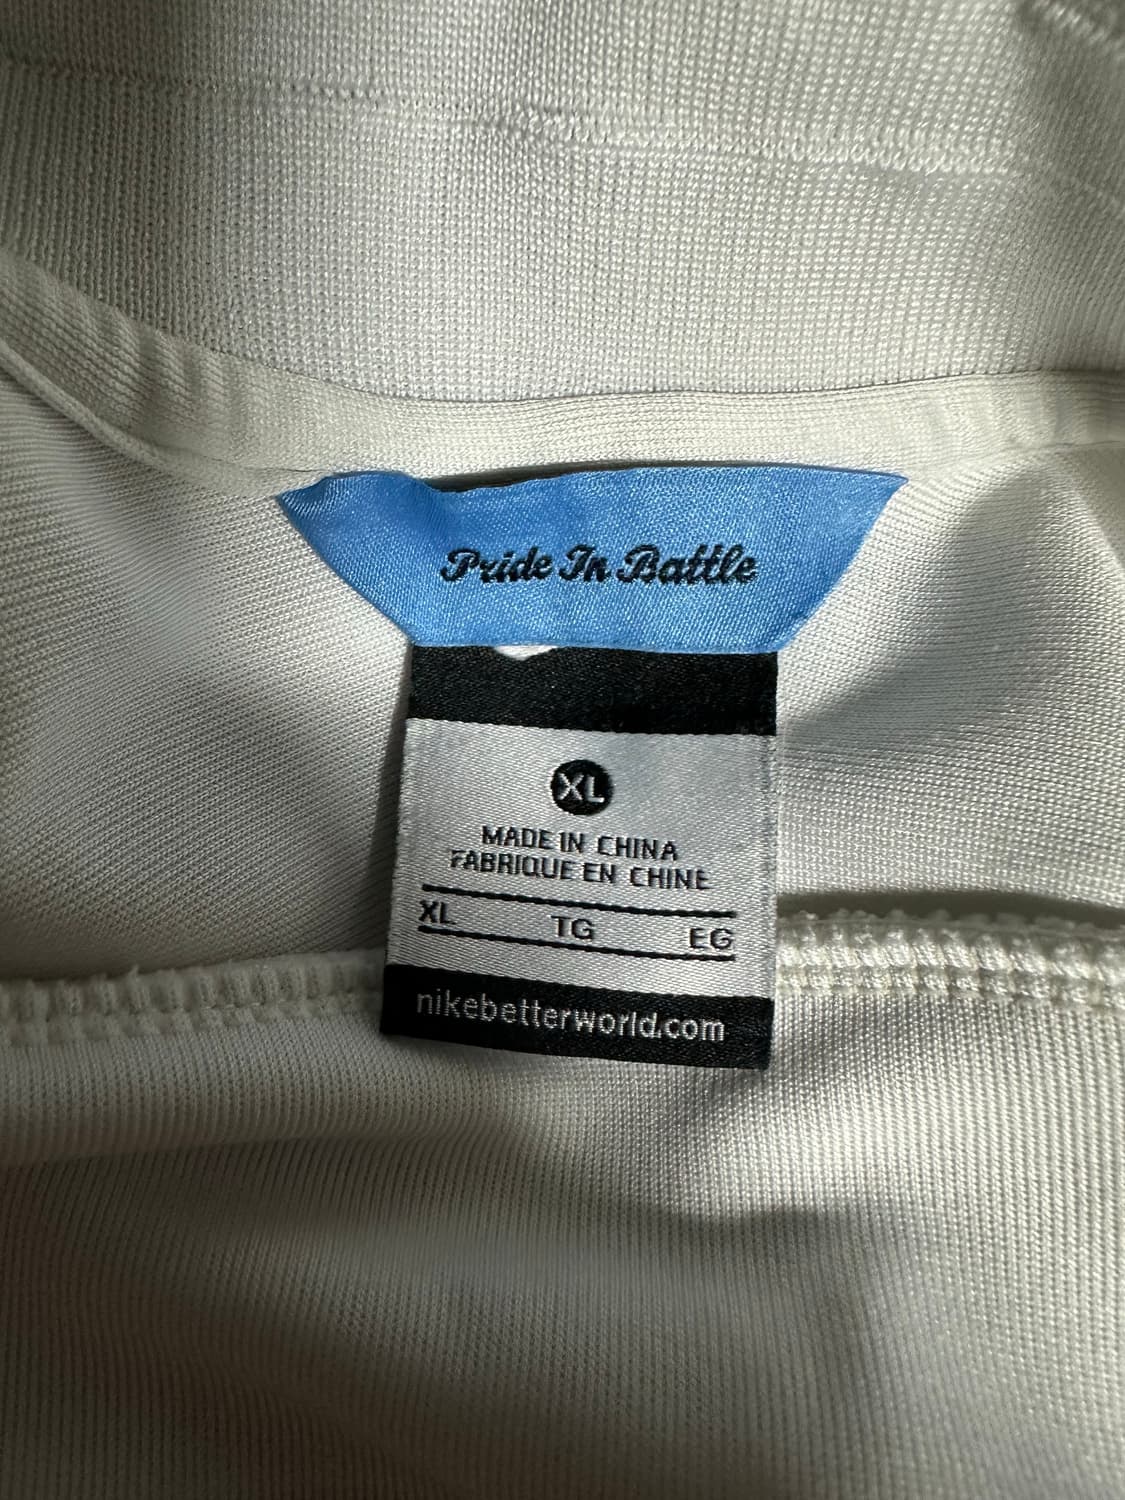 Pride In Battle
XL
MADE IN CHINA
FABRIQUE EN CHINE
XL TG EG
nikebetterworld.com